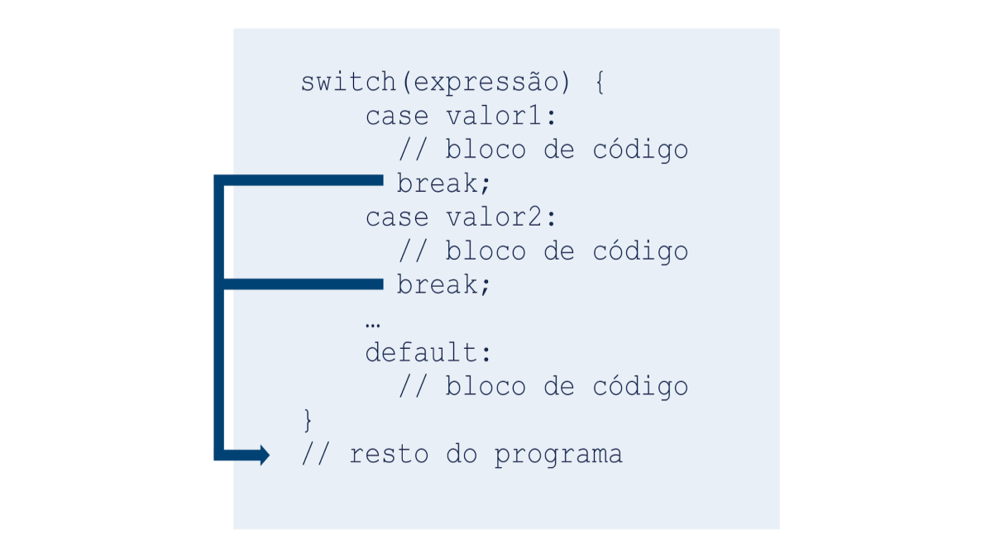 switch(expressão) {
case valor1:
// bloco de código
break;
case valor2:
// bloco de código
break;
…
default:
// bloco de código
}
// resto do programa